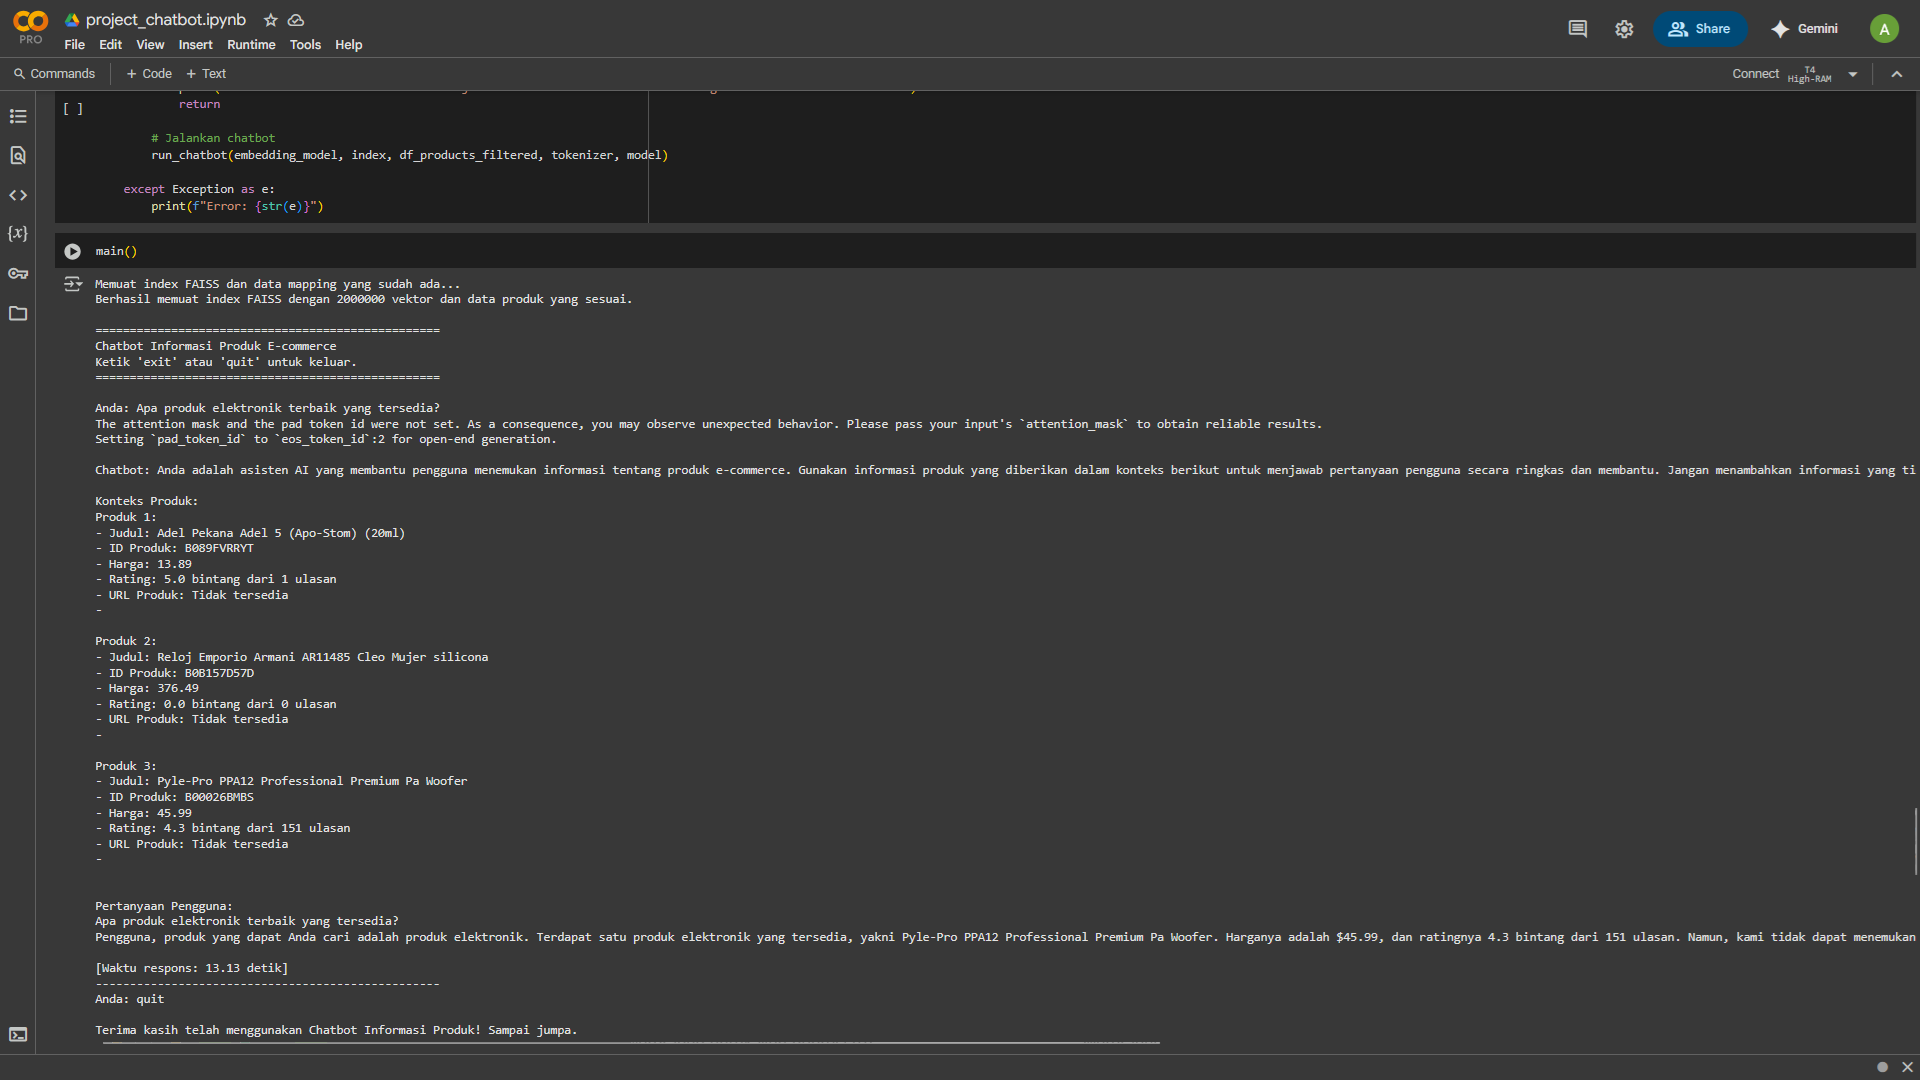 project_chatbot.ipynb
PRO
File Edit View Insert Runtime Tools Help
Share
Gemini
A
Commands + Code + Text
Connect T4 High-RAM
[ ]
return
# Jalankan chatbot
run_chatbot(embedding_model, index, df_products_filtered, tokenizer, model)
except Exception as e:
print(f"Error: {str(e)}")
main()
Memuat index FAISS dan data mapping yang sudah ada...
Berhasil memuat index FAISS dengan 2000000 vektor dan data produk yang sesuai.
==================================================
Chatbot Informasi Produk E-commerce
Ketik 'exit' atau 'quit' untuk keluar.
==================================================
Anda: Apa produk elektronik terbaik yang tersedia?
The attention mask and the pad token id were not set. As a consequence, you may observe unexpected behavior. Please pass your input's `attention_mask` to obtain reliable results.
Setting `pad_token_id` to `eos_token_id`:2 for open-end generation.
Chatbot: Anda adalah asisten AI yang membantu pengguna menemukan informasi tentang produk e-commerce. Gunakan informasi produk yang diberikan dalam konteks berikut untuk menjawab pertanyaan pengguna secara ringkas dan membantu. Jangan menambahkan informasi yang ti
Konteks Produk:
Produk 1:
- Judul: Adel Pekana Adel 5 (Apo-Stom) (20ml)
- ID Produk: B089FVRRYT
- Harga: 13.89
- Rating: 5.0 bintang dari 1 ulasan
- URL Produk: Tidak tersedia
-
Produk 2:
- Judul: Reloj Emporio Armani AR11485 Cleo Mujer silicona
- ID Produk: B0B157D57D
- Harga: 376.49
- Rating: 0.0 bintang dari 0 ulasan
- URL Produk: Tidak tersedia
-
Produk 3:
- Judul: Pyle-Pro PPA12 Professional Premium Pa Woofer
- ID Produk: B00026BMBS
- Harga: 45.99
- Rating: 4.3 bintang dari 151 ulasan
- URL Produk: Tidak tersedia
-
Pertanyaan Pengguna:
Apa produk elektronik terbaik yang tersedia?
Pengguna, produk yang dapat Anda cari adalah produk elektronik. Terdapat satu produk elektronik yang tersedia, yakni Pyle-Pro PPA12 Professional Premium Pa Woofer. Harganya adalah $45.99, dan ratingnya 4.3 bintang dari 151 ulasan. Namun, kami tidak dapat menemukan
[Waktu respons: 13.13 detik]
--------------------------------------------------
Anda: quit
Terima kasih telah menggunakan Chatbot Informasi Produk! Sampai jumpa.